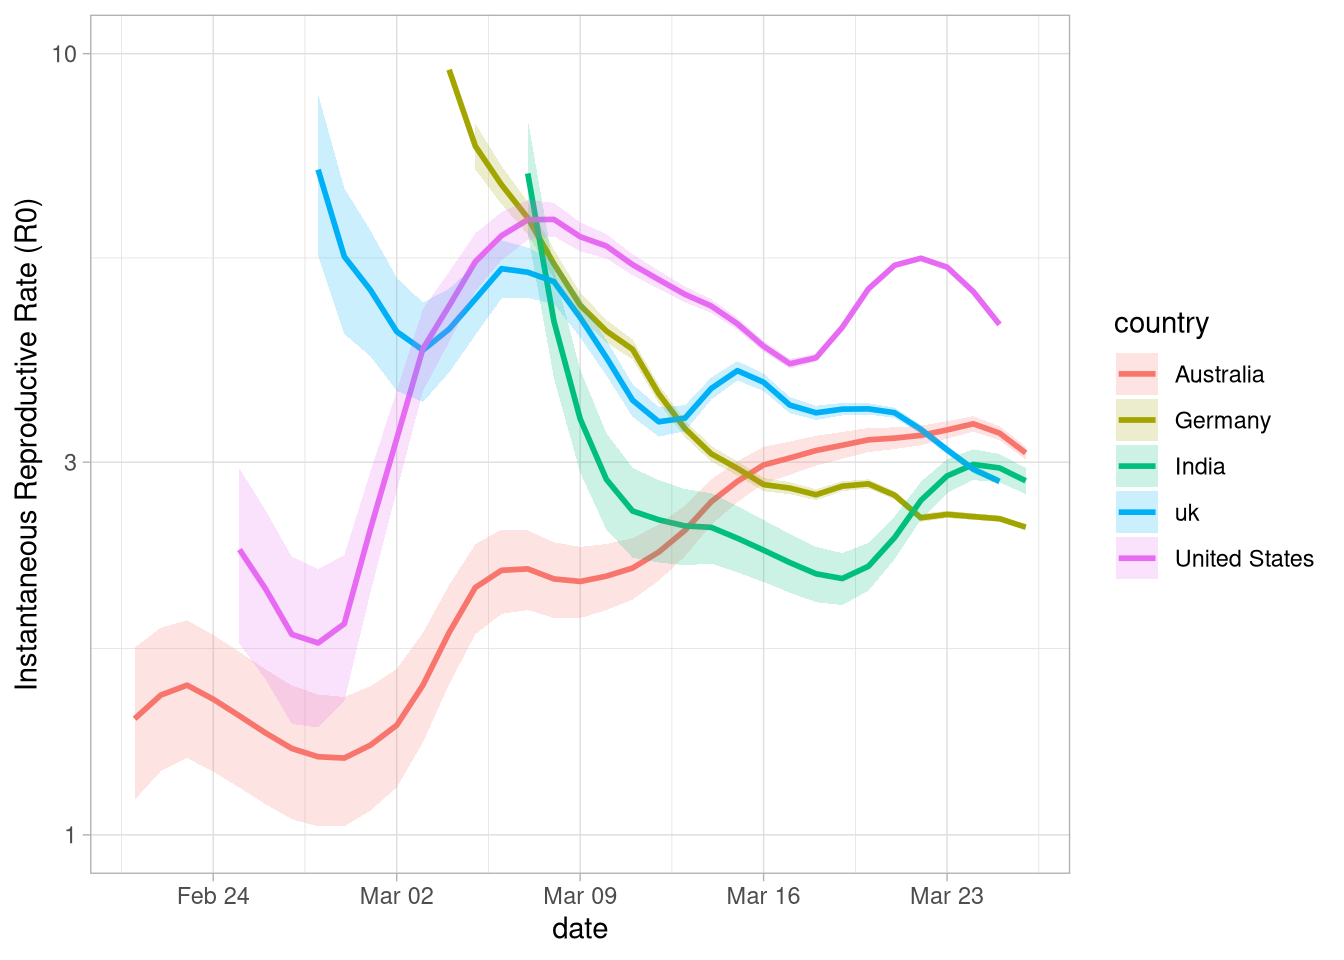 Instantaneous Reproductive Rate (R0)
10
3
1
Feb 24
Mar 02
Mar 09
Mar 16
Mar 23
date
country
Australia
Germany
India
uk
United States